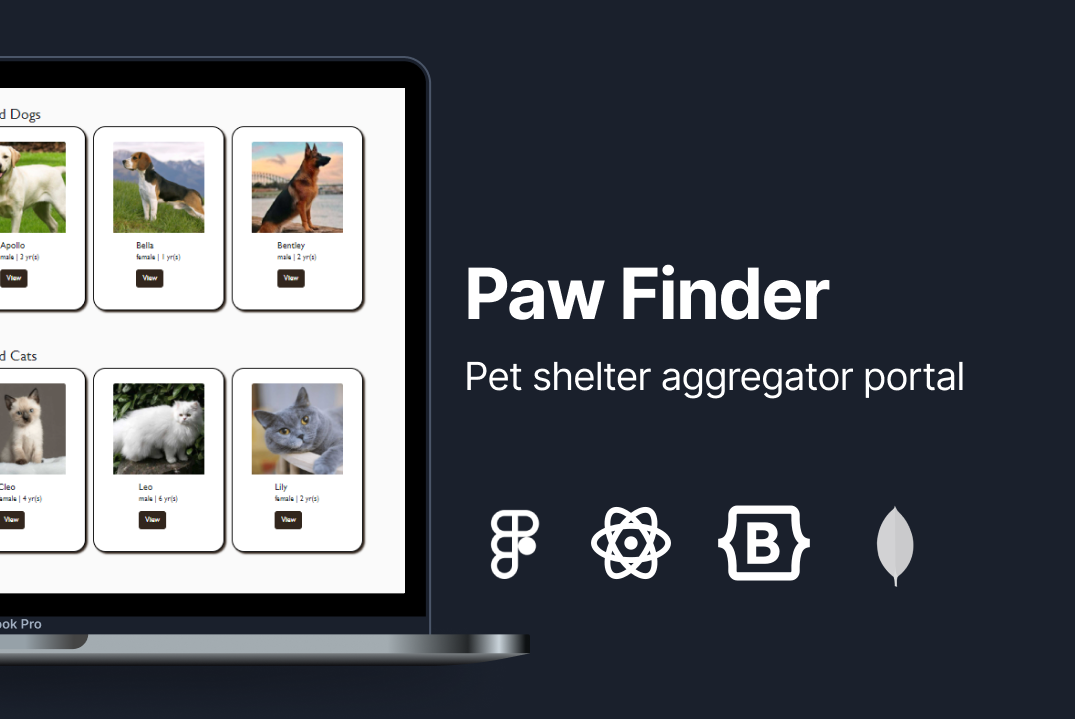 d Dogs
Apollo
female | 3 yr(s)
View
Bella
female | 1 yr(s)
View
Bentley
male | 2 yr(s)
View
d Cats
Cleo
emale | 4 yr(s)
View
Leo
male | 6 yr(s)
View
Lily
female | 2 yr(s)
View
ook Pro
Paw Finder
Pet shelter aggregator portal
B